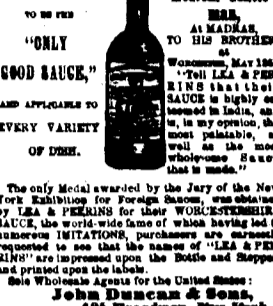 TO BE THE
"ONLY
GOOD SAUCE,"
AND APPLICABLE TO
EVERY VARIETY
OF DISH.
MAN,
At MADRAS,
TO HIS BROTHER
at
WORCESTER, MAY 185
"Tell LEA & PER
RINS that their
SAUCE is highly es
teemed in India, an
is, in my opinion, the
most palatable,
well as the mos
wholesome Sauc
that is made."
The only Medal awarded by the Jury of the New
York Exhibition for Foreign Sauces, was obtained
by LEA & PERRINS for their WORCESTERSHIRE
SAUCE, the world-wide fame of which having led t
numerous IMITATIONS, purchasers are earnestly
requested to see that the names of "LEA & PER
RINS" are impressed upon the Bottle and Stopper
and printed upon the labels.
Sole Wholesale Agents for the United States:
John Duncan & Sons,